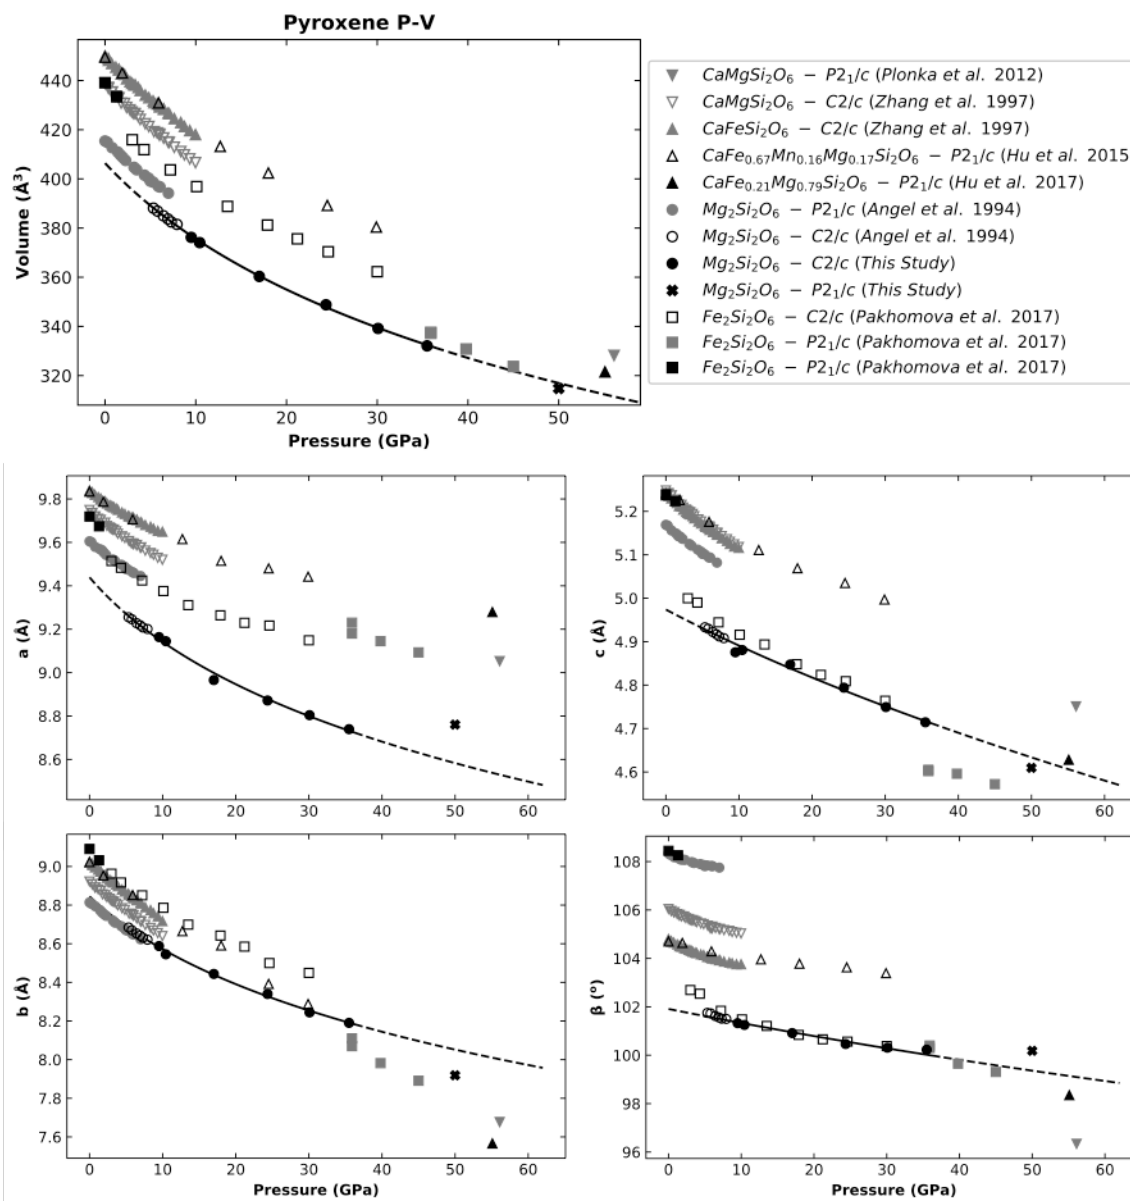 Pyroxene P-V
440
420
400
380
360
340
320
Volume (Å³)
0 10 20 30 40 50
Pressure (GPa)
CaMgSi₂O₆ − P2₁/c (Plonka et al. 2012)
CaMgSi₂O₆ − C2/c (Zhang et al. 1997)
CaFeSi₂O₆ − C2/c (Zhang et al. 1997)
CaFe₀.₆₇Mn₀.₁₆Mg₀.₁₇Si₂O₆ − P2₁/c (Hu et al. 2015
CaFe₀.₂₁Mg₀.₇₉Si₂O₆ − P2₁/c (Hu et al. 2017)
Mg₂Si₂O₆ − P2₁/c (Angel et al. 1994)
Mg₂Si₂O₆ − C2/c (Angel et al. 1994)
Mg₂Si₂O₆ − C2/c (This Study)
Mg₂Si₂O₆ − P2₁/c (This Study)
Fe₂Si₂O₆ − C2/c (Pakhomova et al. 2017)
Fe₂Si₂O₆ − P2₁/c (Pakhomova et al. 2017)
Fe₂Si₂O₆ − P2₁/c (Pakhomova et al. 2017)
9.8
9.6
9.4
9.2
9.0
8.8
8.6
a (Å)
0 10 20 30 40 50 60
5.2
5.1
5.0
4.9
4.8
4.7
4.6
c (Å)
0 10 20 30 40 50 60
9.0
8.8
8.6
8.4
8.2
8.0
7.8
7.6
b (Å)
0 10 20 30 40 50 60
Pressure (GPa)
108
106
104
102
100
98
96
β (°)
0 10 20 30 40 50 60
Pressure (GPa)